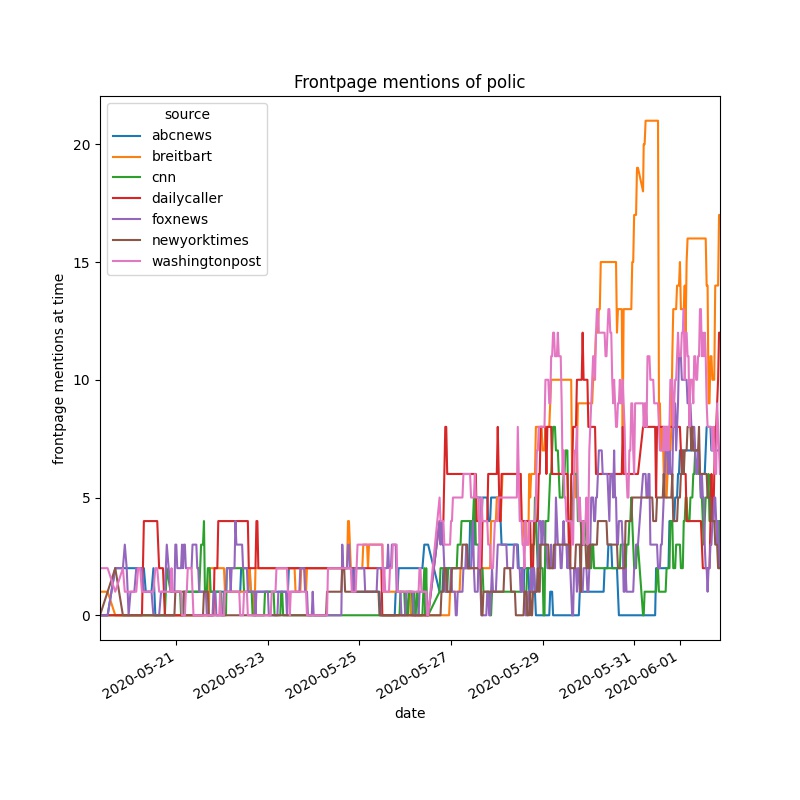 Frontpage mentions of polic
source
abcnews
breitbart
cnn
dailycaller
foxnews
newyorktimes
washingtonpost
frontpage mentions at time
20
15
10
5
0
2020-05-21
2020-05-23
2020-05-25
2020-05-27
2020-05-29
2020-05-31
2020-06-01
date